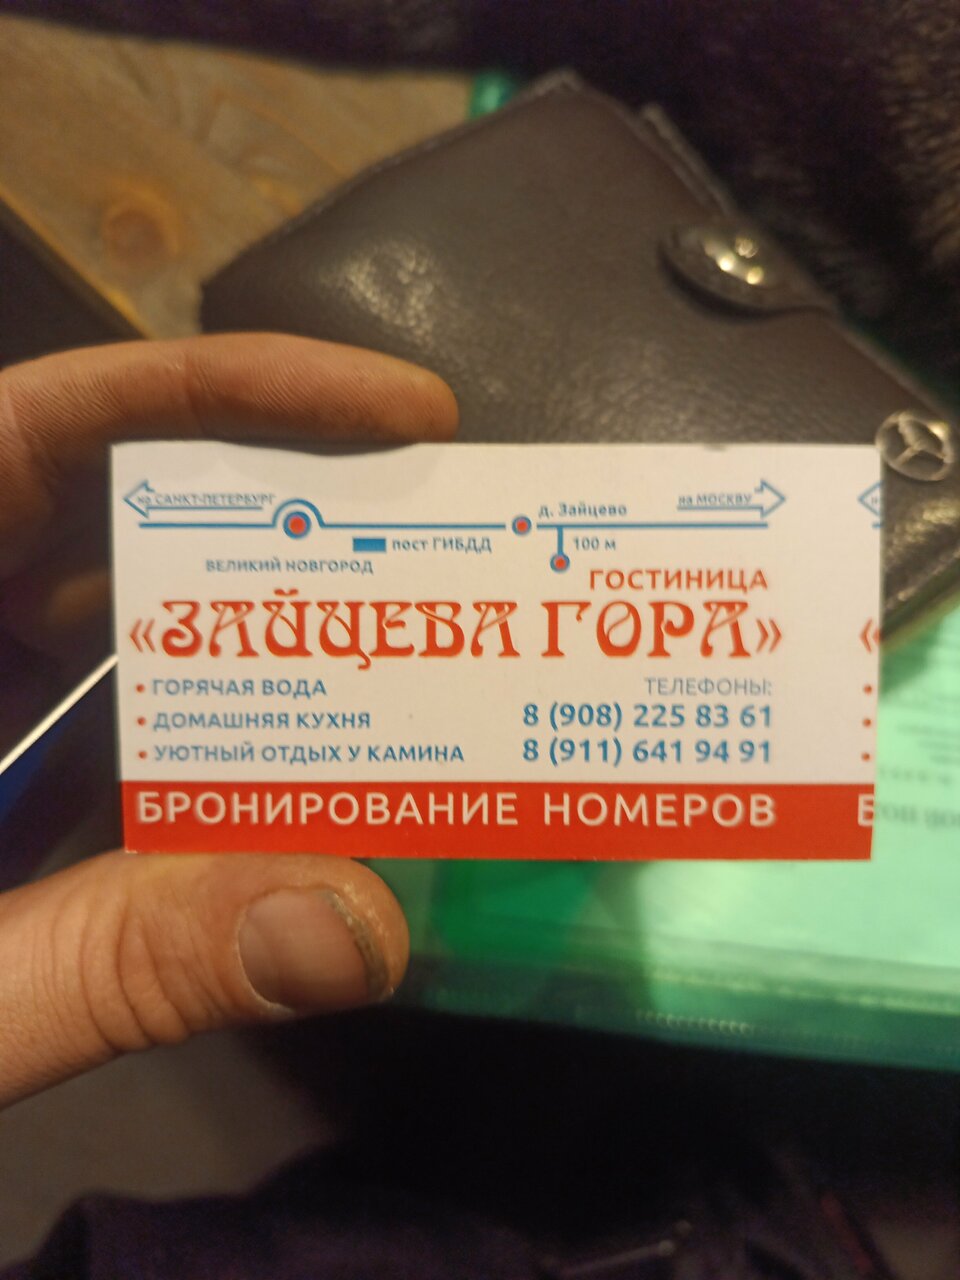 на САНКТ-ПЕТЕРБУРГ
на МОСКВУ
д. Зайцево
пост ГИБДД
100 м
ВЕЛИКИЙ НОВГОРОД
ГОСТИНИЦА
«ЗАЙЦЕВА ГОРА»
• ГОРЯЧАЯ ВОДА
• ДОМАШНЯЯ КУХНЯ
• УЮТНЫЙ ОТДЫХ У КАМИНА
ТЕЛЕФОНЫ:
8 (908) 225 83 61
8 (911) 641 94 91
БРОНИРОВАНИЕ НОМЕРОВ